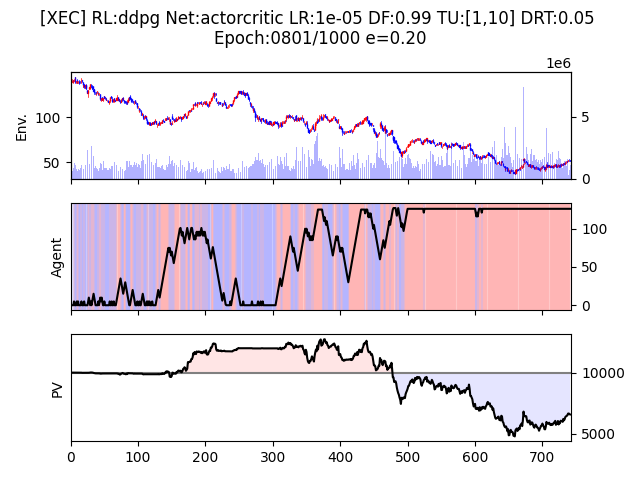 [XEC] RL:ddpg Net:actorcritic LR:1e-05 DF:0.99 TU:[1,10] DRT:0.05
Epoch:0801/1000 e=0.20
1e6
Env.
100
50
5
0
Agent
100
50
0
PV
10000
5000
0 100 200 300 400 500 600 700